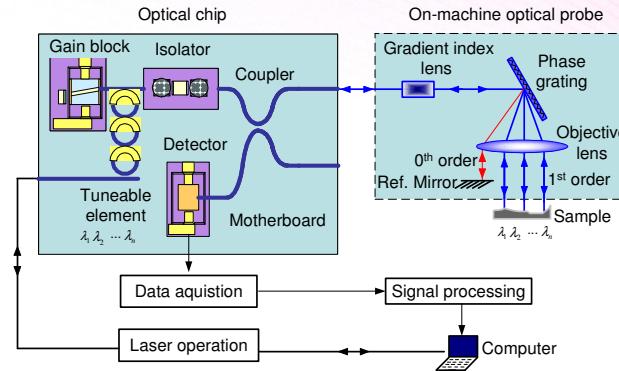 Optical chip
On-machine optical probe
Gain block
Isolator
Coupler
Gradient index
lens
Phase
grating
Detector
Objective
lens
0th order
1st order
Ref. Mirror
Tuneable
element
Motherboard
Sample
λ1 λ2 ... λn
λ1 λ2 ... λn
Data aquistion
Signal processing
Laser operation
Computer